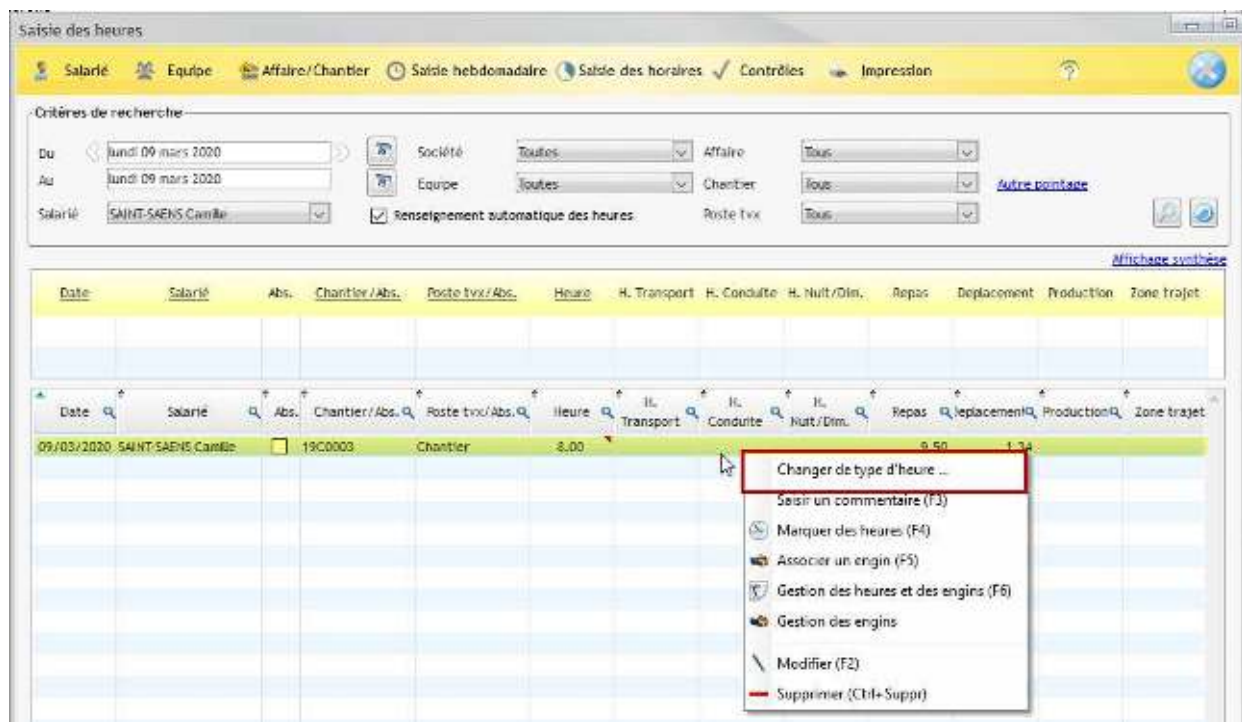 Saisie des heures
Salarié Equipe Affaire/Chantier Saisie hebdomadaire Saisie des horaires Contrôles Impression
Critères de recherche
Du lundi 09 mars 2020 Société Toutes Affaire Tous
Au lundi 09 mars 2020 Equipe Toutes Chantier Tous Autre pointage
Salarié SAINT-SAENS Camille Renseignement automatique des heures Poste tvx Tous
Affichage synthèse
Date Salarié Abs. Chantier/Abs. Poste tvx/Abs. Heure H. Transport H. Conduite H. Nuit/Dim. Repas Deplacement Production Zone trajet
Date Salarié Abs. Chantier/Abs. Poste tvx/Abs. Heure H. Transport H. Conduite H. Nuit/Dim. Repas Deplacement Production Zone trajet
09/03/2020 SAINT-SAENS Camille 19C0003 Chantier 8.00 9.50 1.34
Changer de type d'heure ...
Saisir un commentaire (F3)
Marquer des heures (F4)
Associer un engin (F5)
Gestion des heures et des engins (F6)
Gestion des engins
Modifier (F2)
Supprimer (Ctrl+Suppr)